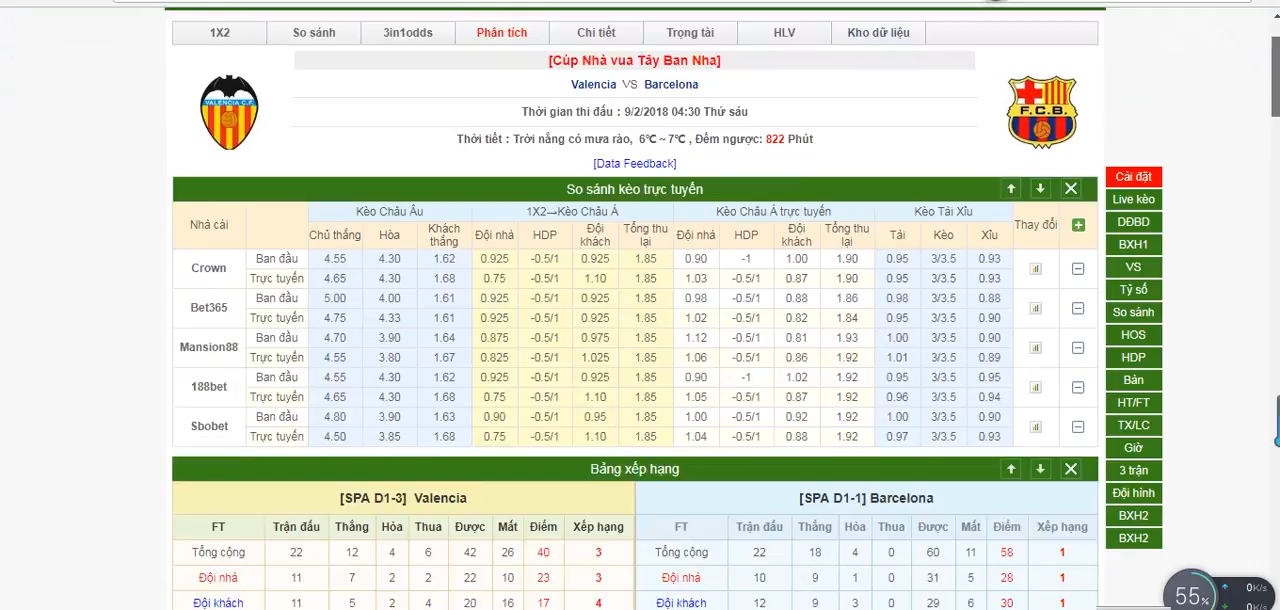 1X2 So sánh 3in1odds Phân tích Chi tiết Trọng tài HLV Kho dữ liệu
[Cúp Nhà vua Tây Ban Nha]
Valencia VS Barcelona
Thời gian thi đấu : 9/2/2018 04:30 Thứ sáu
Thời tiết : Trời nắng có mưa rào, 6℃～7℃ , Đếm ngược: 822 Phút
[Data Feedback]
VALENCIA C.F.
F.C.B.
So sánh kèo trực tuyến
Nhà cái Kèo Châu Âu 1X2→Kèo Châu Á Kèo Châu Á trực tuyến Kèo Tài Xỉu Thay đổi
Chủ thắng Hòa Khách thắng Đội nhà HDP Đội khách Tổng thu lại Đội nhà HDP Đội khách Tổng thu lại Tài Kèo Xỉu
Crown Ban đầu 4.55 4.30 1.62 0.925 -0.5/1 0.925 1.85 0.90 -1 1.00 1.90 0.95 3/3.5 0.93
Trực tuyến 4.65 4.30 1.68 0.75 -0.5/1 1.10 1.85 1.03 -0.5/1 0.87 1.90 0.95 3/3.5 0.93
Bet365 Ban đầu 5.00 4.00 1.61 0.925 -0.5/1 0.925 1.85 0.98 -0.5/1 0.88 1.86 0.98 3/3.5 0.88
Trực tuyến 4.75 4.33 1.61 0.925 -0.5/1 0.925 1.85 1.02 -0.5/1 0.82 1.84 0.95 3/3.5 0.90
Mansion88 Ban đầu 4.70 3.90 1.64 0.875 -0.5/1 0.975 1.85 1.12 -0.5/1 0.81 1.93 1.00 3/3.5 0.90
Trực tuyến 4.55 3.80 1.67 0.825 -0.5/1 1.025 1.85 1.06 -0.5/1 0.86 1.92 1.01 3/3.5 0.89
188bet Ban đầu 4.55 4.30 1.62 0.925 -0.5/1 0.925 1.85 0.90 -1 1.02 1.92 0.95 3/3.5 0.95
Trực tuyến 4.65 4.30 1.68 0.75 -0.5/1 1.10 1.85 1.05 -0.5/1 0.87 1.92 0.96 3/3.5 0.94
Sbobet Ban đầu 4.80 3.90 1.63 0.90 -0.5/1 0.95 1.85 1.00 -0.5/1 0.92 1.92 1.00 3/3.5 0.90
Trực tuyến 4.50 3.85 1.68 0.75 -0.5/1 1.10 1.85 1.04 -0.5/1 0.88 1.92 0.97 3/3.5 0.93
Bảng xếp hạng
[SPA D1-3] Valencia [SPA D1-1] Barcelona
FT Trận đấu Thắng Hòa Thua Được Mất Điểm Xếp hạng FT Trận đấu Thắng Hòa Thua Được Mất Điểm Xếp hạng
Tổng cộng 22 12 4 6 42 26 40 3 Tổng cộng 22 18 4 0 60 11 58 1
Đội nhà 11 7 2 2 22 10 23 3 Đội nhà 10 9 1 0 31 5 28 1
Đội khách 11 5 2 4 20 16 17 4 Đội khách 12 9 3 0 29 6 30 1
Cài đặt
Live kèo
DĐBD
BXH1
VS
Tỷ số
So sánh
HOS
HDP
Bàn
HT/FT
TX/LC
Giờ
3 trận
Đội hình
BXH2
BXH2
55%
0K/s
0K/s